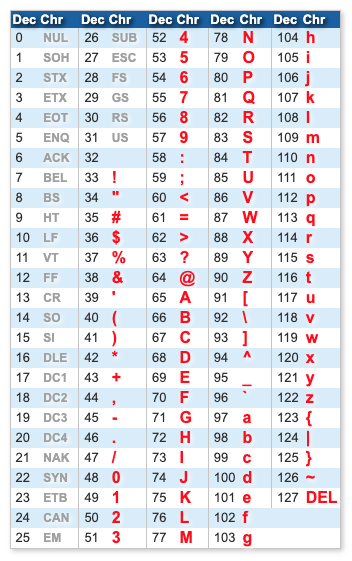 Dec Chr Dec Chr Dec Chr Dec Chr Dec Chr
0 NUL 26 SUB 52 4 78 N 104 h
1 SOH 27 ESC 53 5 79 O 105 i
2 STX 28 FS 54 6 80 P 106 j
3 ETX 29 GS 55 7 81 Q 107 k
4 EOT 30 RS 56 8 82 R 108 l
5 ENQ 31 US 57 9 83 S 109 m
6 ACK 32 58 : 84 T 110 n
7 BEL 33 ! 59 ; 85 U 111 o
8 BS 34 " 60 < 86 V 112 p
9 HT 35 # 61 = 87 W 113 q
10 LF 36 $ 62 > 88 X 114 r
11 VT 37 % 63 ? 89 Y 115 s
12 FF 38 & 64 @ 90 Z 116 t
13 CR 39 ' 65 A 91 [ 117 u
14 SO 40 ( 66 B 92 \ 118 v
15 SI 41 ) 67 C 93 ] 119 w
16 DLE 42 * 68 D 94 ^ 120 x
17 DC1 43 + 69 E 95 _ 121 y
18 DC2 44 , 70 F 96 ` 122 z
19 DC3 45 - 71 G 97 a 123 {
20 DC4 46 . 72 H 98 b 124 |
21 NAK 47 / 73 I 99 c 125 }
22 SYN 48 0 74 J 100 d 126 ~
23 ETB 49 1 75 K 101 e 127 DEL
24 CAN 50 2 76 L 102 f
25 EM 51 3 77 M 103 g